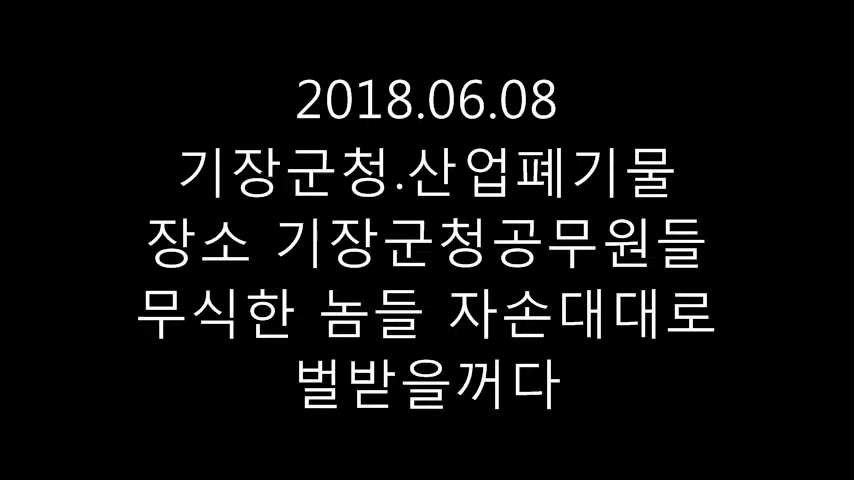 2018.06.08
기장군청.산업폐기물
장소 기장군청공무원들
무식한 놈들 자손대대로
벌받을꺼다